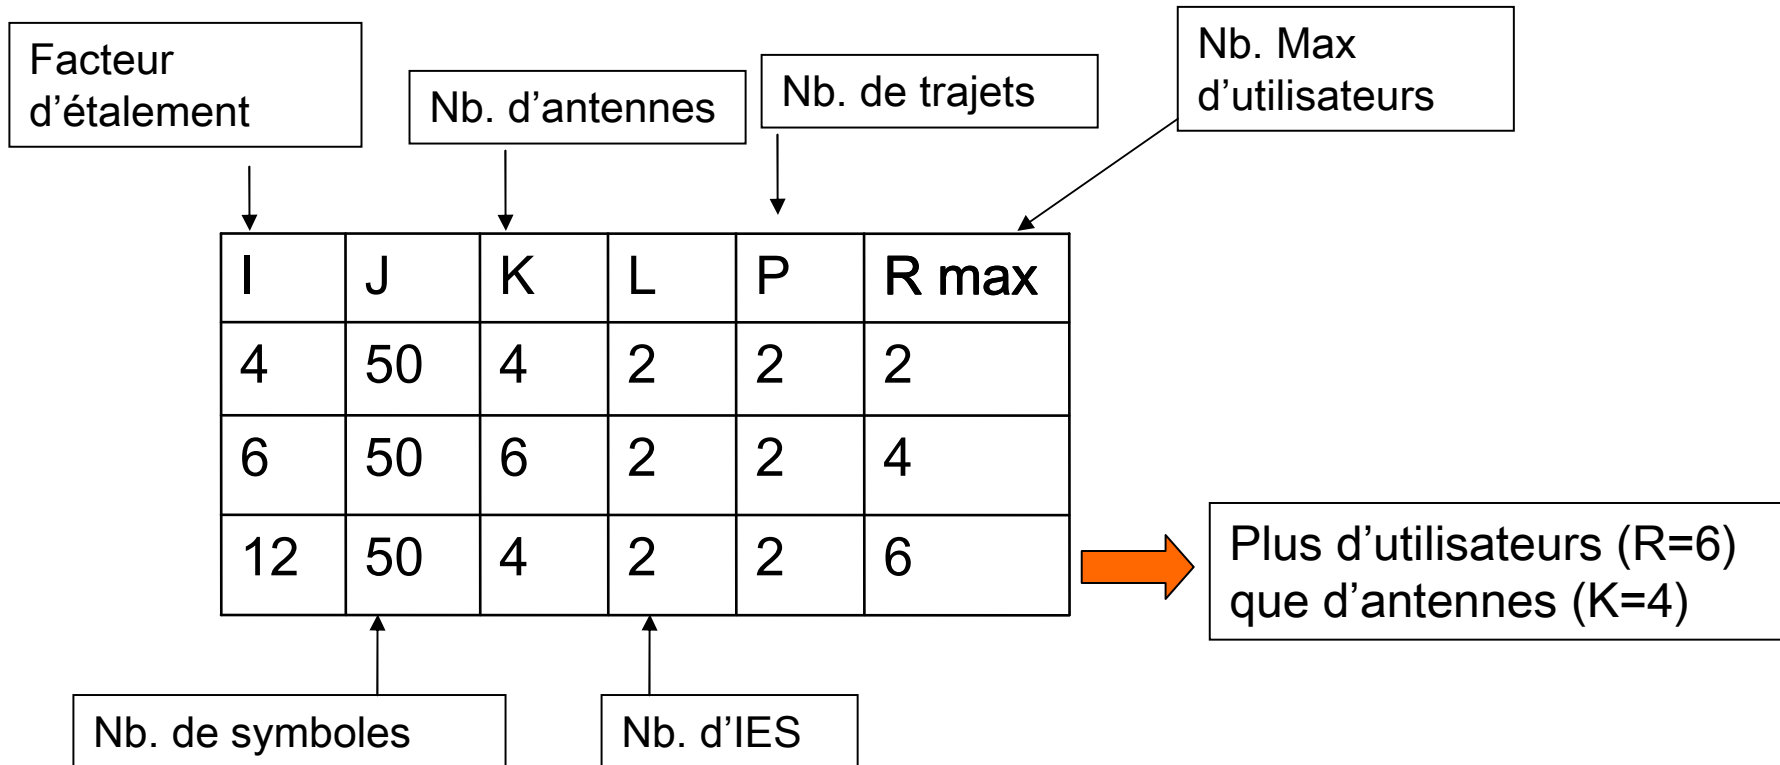 Facteur
d’étalement
Nb. d’antennes
Nb. de trajets
Nb. Max
d’utilisateurs
I J K L P R max
4 50 4 2 2 2
6 50 6 2 2 4
12 50 4 2 2 6
Plus d’utilisateurs (R=6)
que d’antennes (K=4)
Nb. de symboles
Nb. d’IES